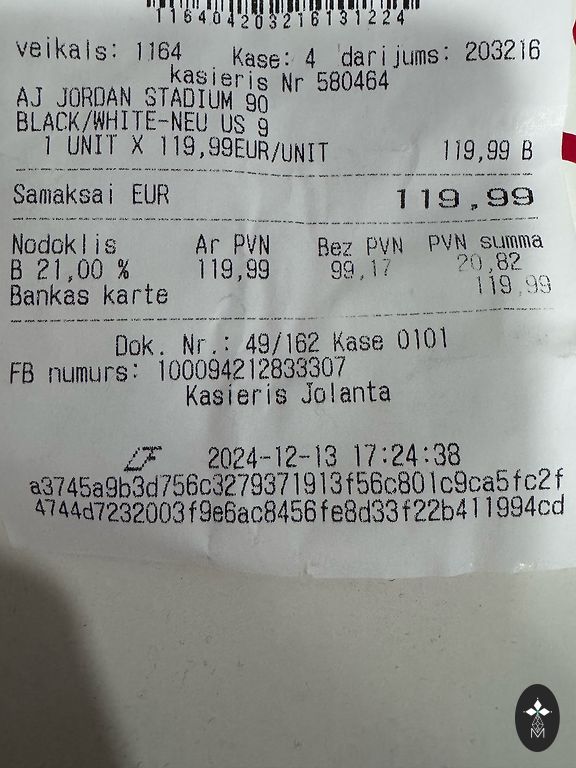 116404203216131224
veikals: 1164 Kase: 4 darijums: 203216
kasieris Nr 580464
AJ JORDAN STADIUM 90
BLACK/WHITE-NEU US 9
1 UNIT X 119,99EUR/UNIT 119,99 B
Samaksai EUR 119,99
Nodoklis Ar PVN Bez PVN PVN summa
B 21,00 % 119,99 99,17 20,82
Bankas karte 119,99
Dok. Nr.: 49/162 Kase 0101
FB numurs: 100094212833307
Kasieris Jolanta
2024-12-13 17:24:38
a3745a9b3d756c3279371913f56c801c9ca5fc2f
4744d7232003f9e6ac8456fe8d33f22b411994cd
M